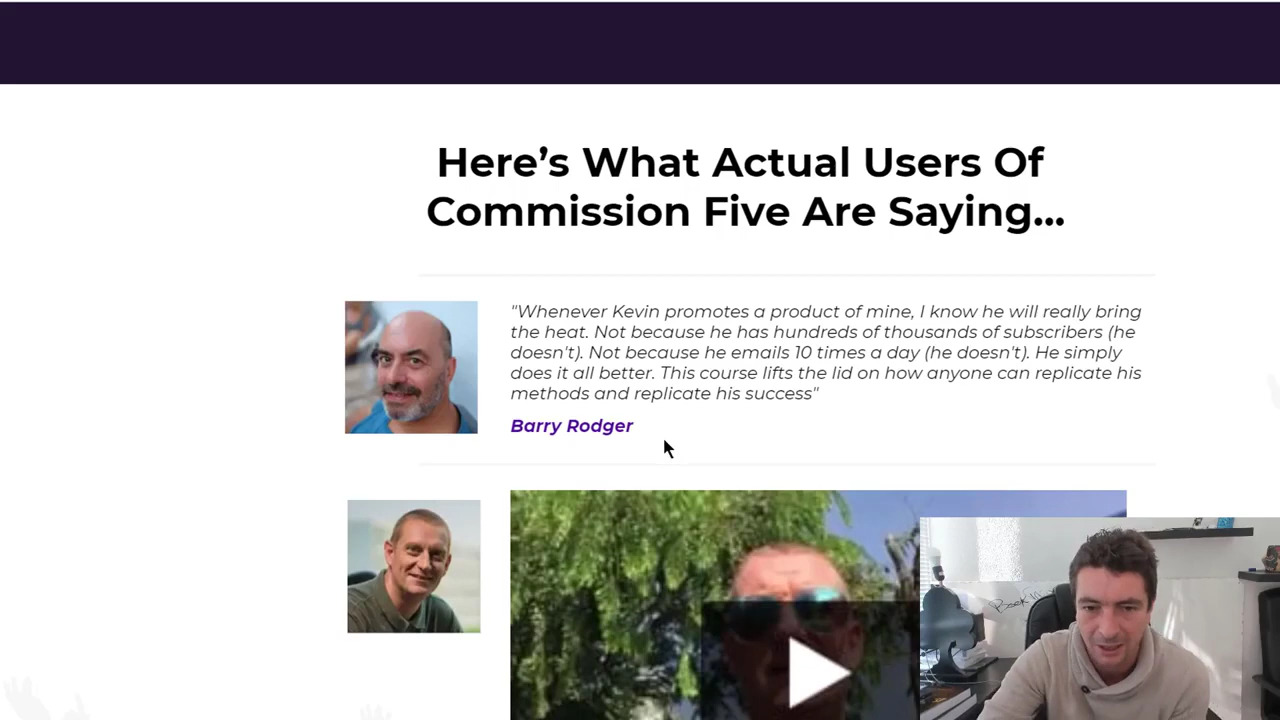 Here's What Actual Users Of
Commission Five Are Saying...
"Whenever Kevin promotes a product of mine, I know he will really bring
the heat. Not because he has hundreds of thousands of subscribers (he
doesn't). Not because he emails 10 times a day (he doesn't). He simply
does it all better. This course lifts the lid on how anyone can replicate his
methods and replicate his success"
Barry Rodger